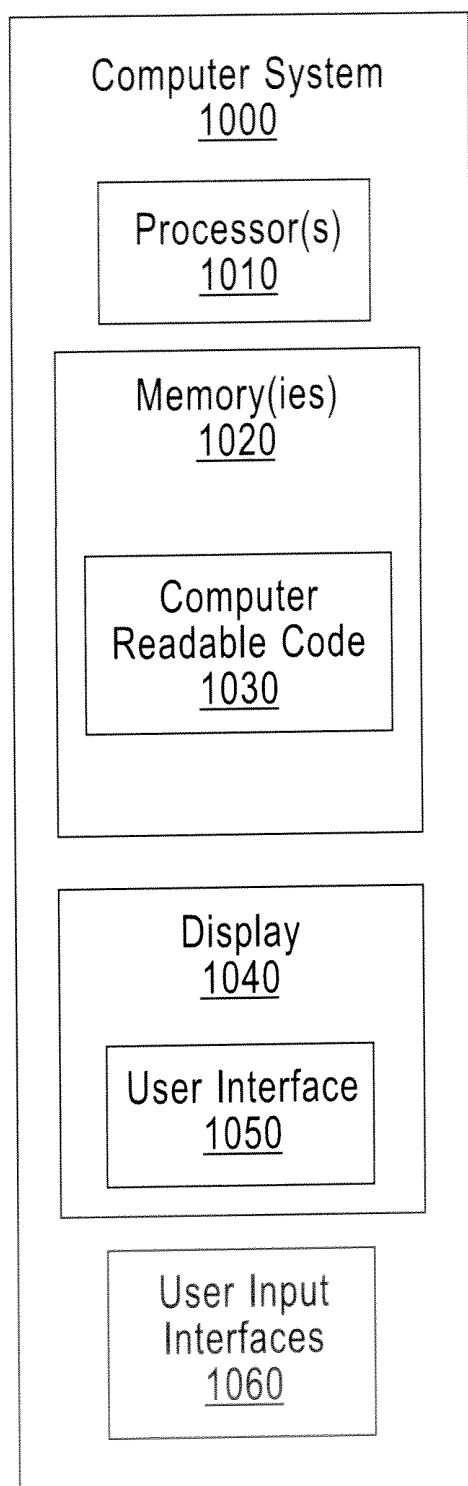 Computer System
1000
Processor(s)
1010
Memory(ies)
1020
Computer
Readable Code
1030
Display
1040
User Interface
1050
User Input
Interfaces
1060